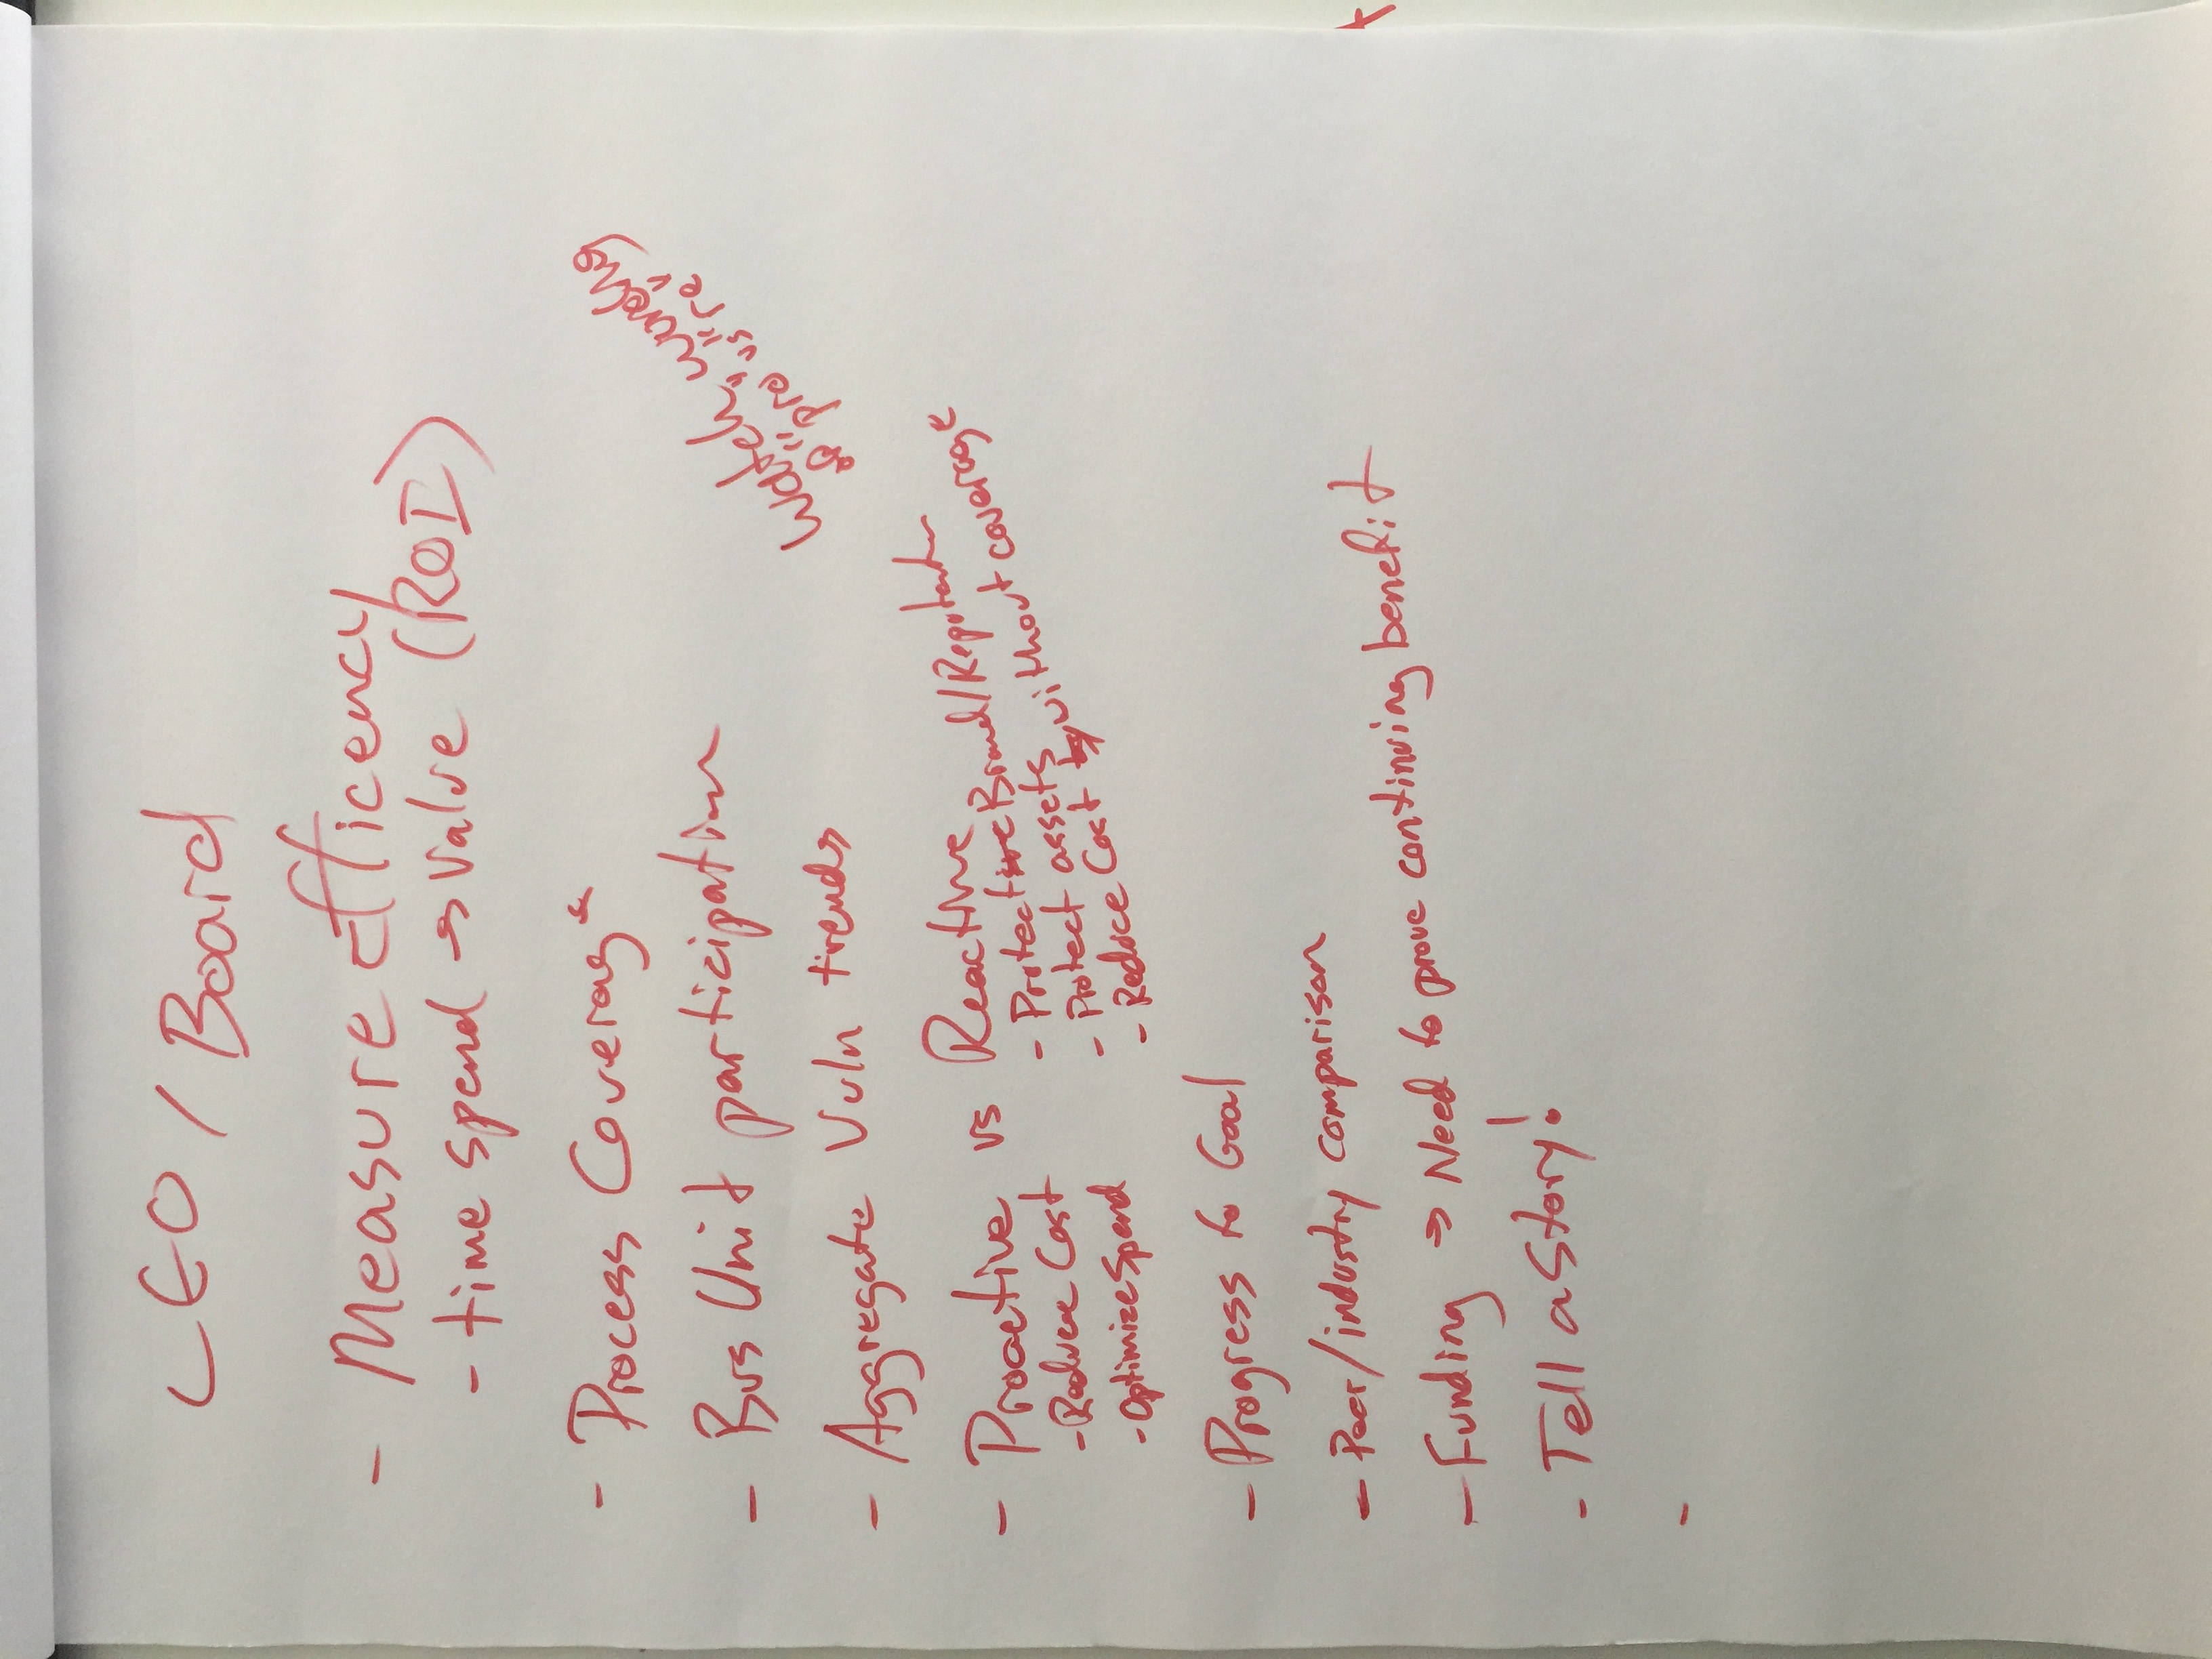 CEO / Board
- Measure Efficency
- time spend → Value (ROI)
- Process Coverage
- Bus Unit participation
Watch wording
of "pro" vs "re"
- Aggregate Vuln trends
- Proactive vs Reactive
- Reduce Cost
- Optimize Spend
- Protect Brand/Reputation
- Protect assets
- Reduce Cost by without coverage
- Progress to Goal
- Peer/industry comparison
- Funding → Need to prove continuing benefit
- Tell a Story!
-